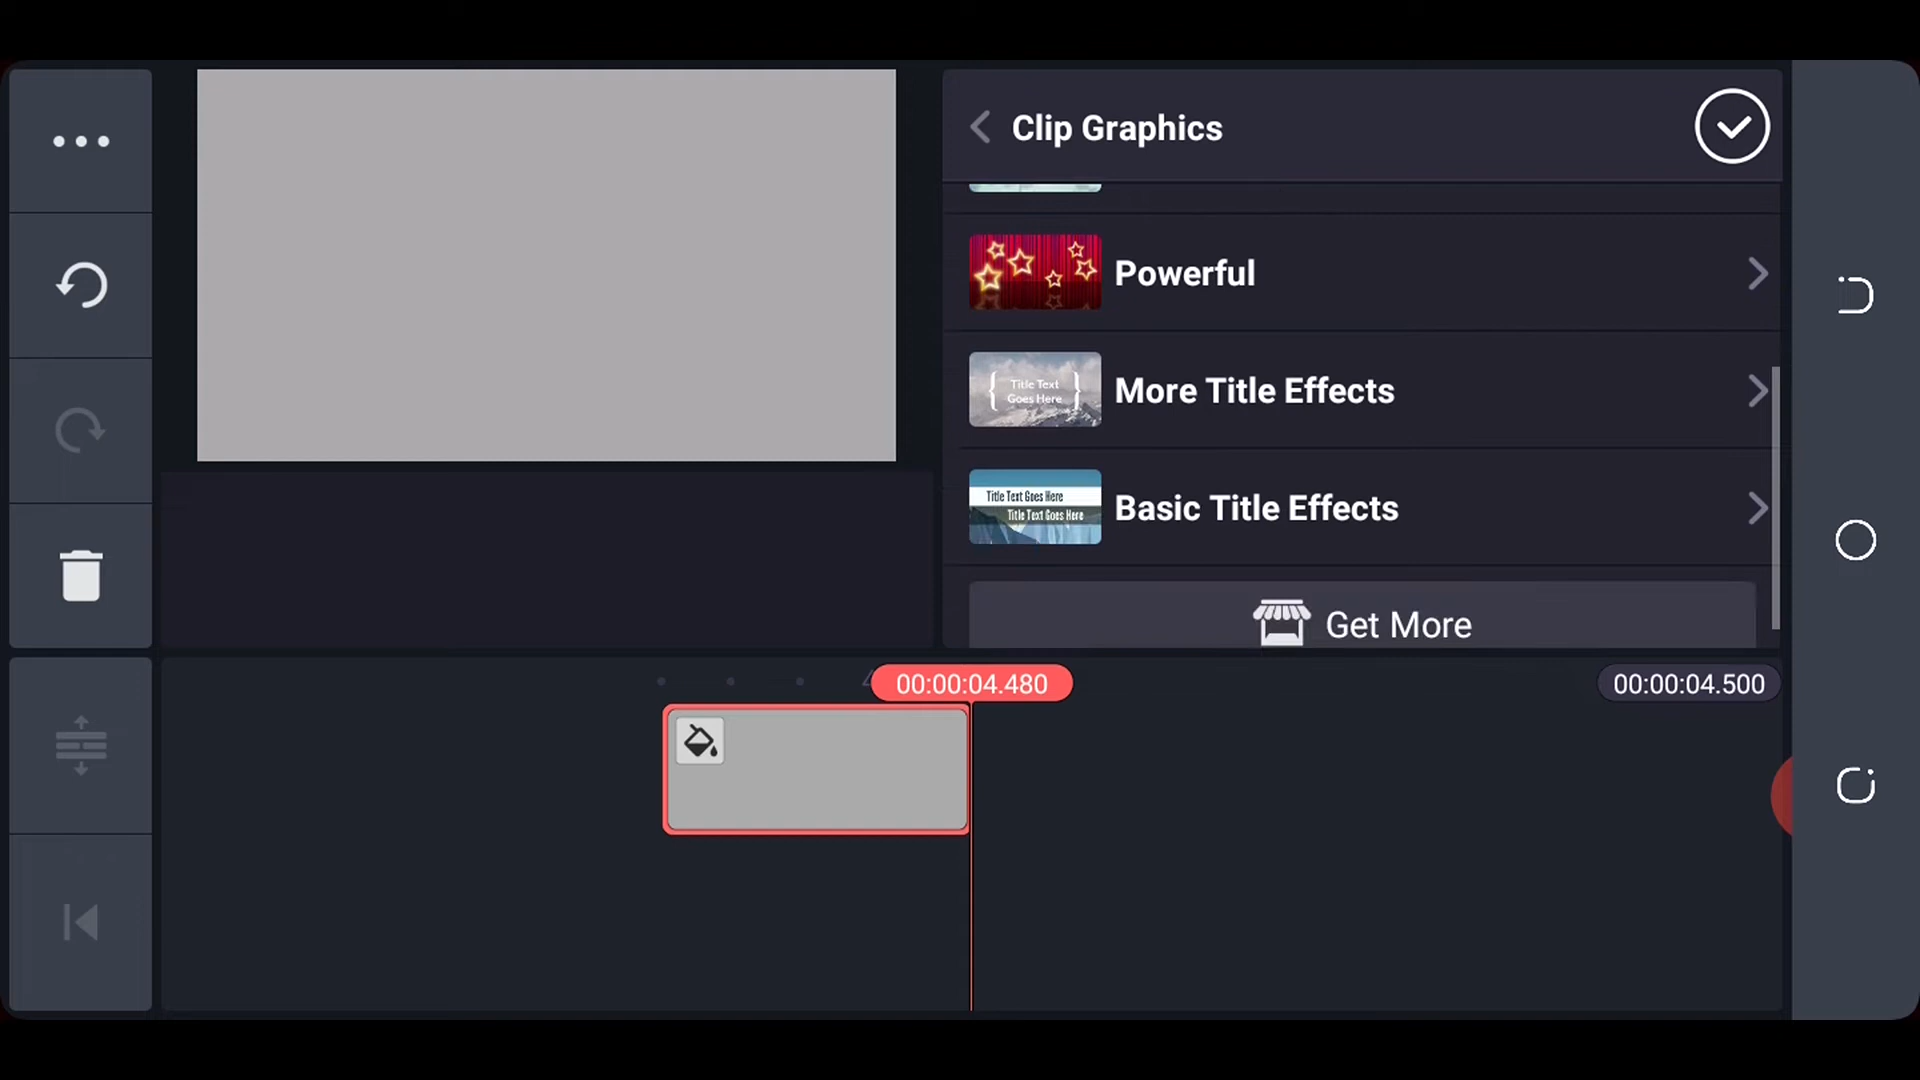 Clip Graphics
Powerful
Title Text
Goes Here
More Title Effects
Title Text Goes Here
Title Text Goes Here
Basic Title Effects
Get More
00:00:04.480
00:00:04.500